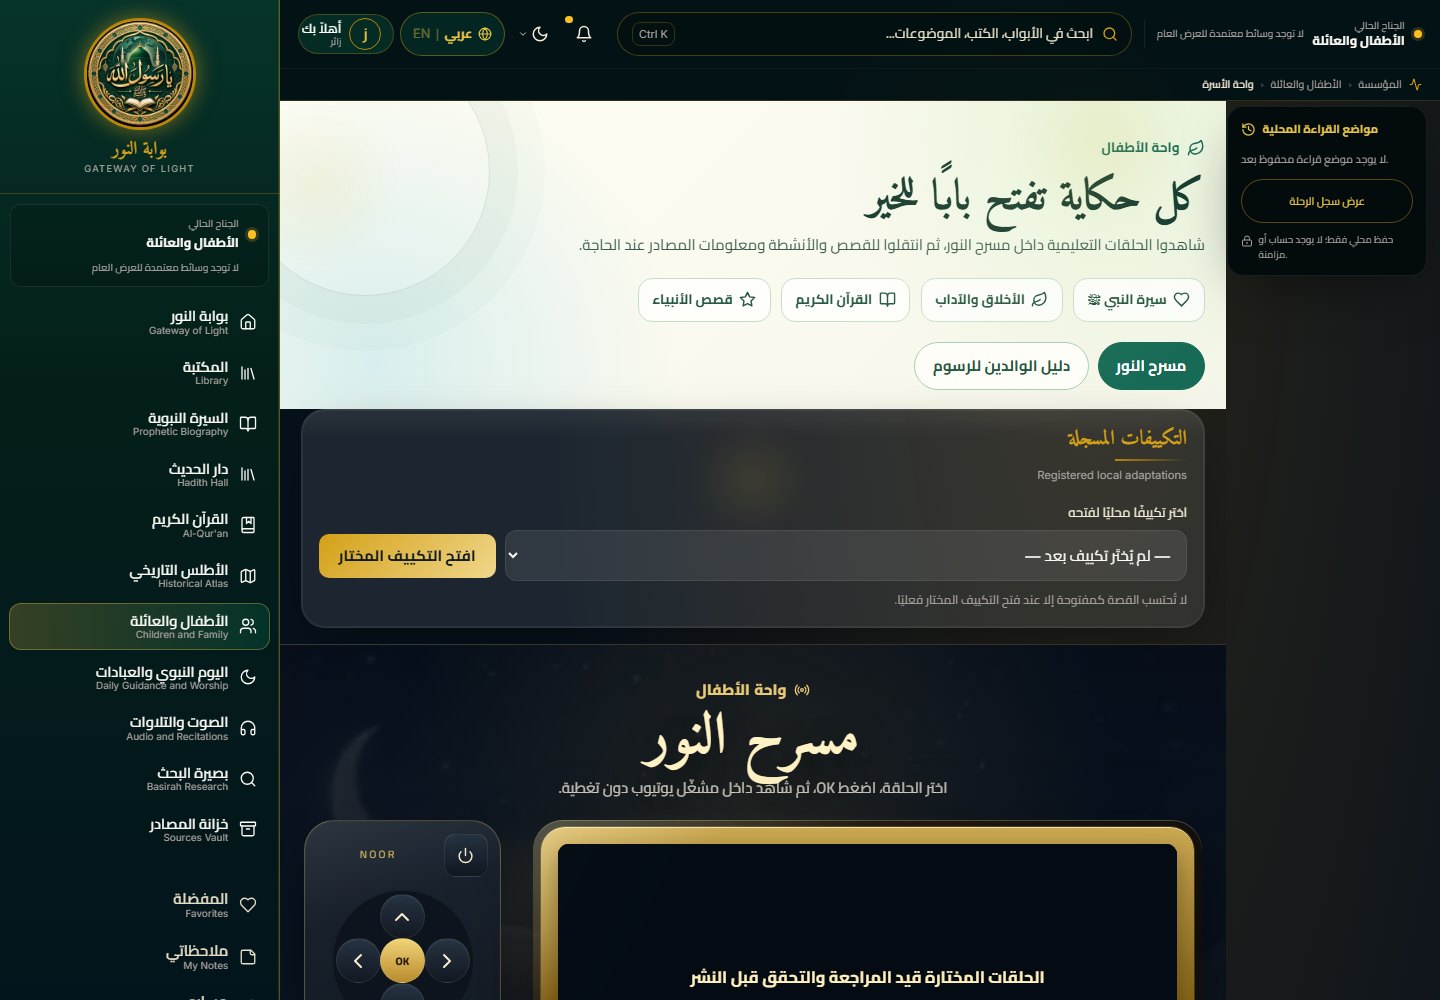 الجناح الحالي
الأطفال والعائلة
لا توجد وسائط معتمدة للعرض العام
ابحث في الأبواب، الكتب، الموضوعات...
Ctrl K
عربي | EN
أهلاً بك
زائر
ز
المؤسسة ‹ الأطفال والعائلة ‹ واحة الأسرة
بوابة النور
GATEWAY OF LIGHT
الجناح الحالي
الأطفال والعائلة
لا توجد وسائط معتمدة للعرض العام
بوابة النور
Gateway of Light
المكتبة
Library
السيرة النبوية
Prophetic Biography
دار الحديث
Hadith Hall
القرآن الكريم
Al-Qur'an
الأطلس التاريخي
Historical Atlas
الأطفال والعائلة
Children and Family
اليوم النبوي والعبادات
Daily Guidance and Worship
الصوت والتلاوات
Audio and Recitations
بصيرة البحث
Basirah Research
خزانة المصادر
Sources Vault
المفضلة
Favorites
ملاحظاتي
My Notes
مواضع القراءة المحلية
لا يوجد موضع قراءة محفوظ بعد.
عرض سجل الرحلة
حفظ محلي فقط؛ لا يوجد حساب أو
مزامنة.
واحة الأطفال
كل حكاية تفتح بابًا للخير
شاهدوا الحلقات التعليمية داخل مسرح النور، ثم انتقلوا للقصص والأنشطة ومعلومات المصادر عند الحاجة.
سيرة النبي ﷺ
الأخلاق والآداب
القرآن الكريم
قصص الأنبياء
مسرح النور
دليل الوالدين للرسوم
التكييفات المسجلة
Registered local adaptations
اختر تكييفًا محليًا لفتحه
— لم يُختَر تكييف بعد —
افتح التكييف المختار
لا تُحتسب القصة كمفتوحة إلا عند فتح التكييف المختار فعليًا.
واحة الأطفال
مسرح النور
اختر الحلقة، اضغط OK، ثم شاهد داخل مشغّل يوتيوب دون تغطية.
NOOR
OK
الحلقات المختارة قيد المراجعة والتحقق قبل النشر